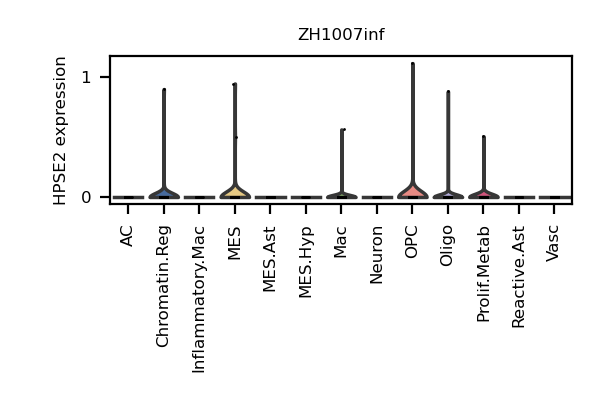 ZH1007inf
HPSE2 expression
1
0
AC
Chromatin.Reg
Inflammatory.Mac
MES
MES.Ast
MES.Hyp
Mac
Neuron
OPC
Oligo
Prolif.Metab
Reactive.Ast
Vasc